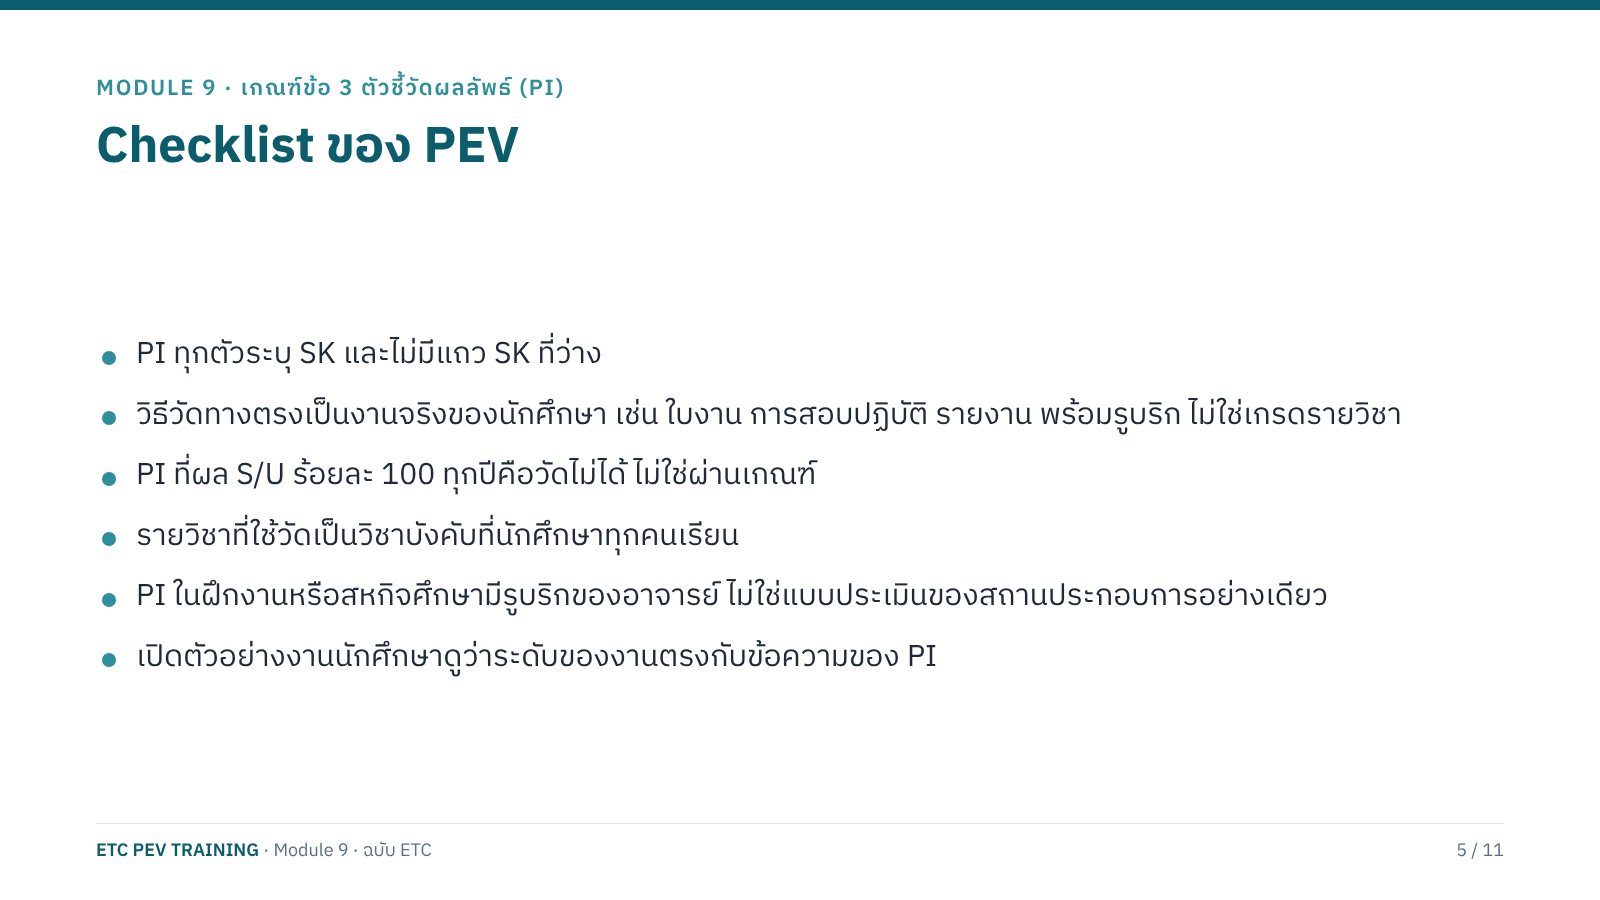 MODULE 9 · เกณฑ์ข้อ 3 ตัวชี้วัดผลลัพธ์ (PI)
Checklist ของ PEV
● PI ทุกตัวระบุ SK และไม่มีแถว SK ที่ว่าง
● วิธีวัดทางตรงเป็นงานจริงของนักศึกษา เช่น ใบงาน การสอบปฏิบัติ รายงาน พร้อมรูบริก ไม่ใช่เกรดรายวิชา
● PI ที่ผล S/U ร้อยละ 100 ทุกปีคือวัดไม่ได้ ไม่ใช่ผ่านเกณฑ์
● รายวิชาที่ใช้วัดเป็นวิชาบังคับที่นักศึกษาทุกคนเรียน
● PI ในฝึกงานหรือสหกิจศึกษามีรูบริกของอาจารย์ ไม่ใช่แบบประเมินของสถานประกอบการอย่างเดียว
● เปิดตัวอย่างงานนักศึกษาดูว่าระดับของงานตรงกับข้อความของ PI
ETC PEV TRAINING · Module 9 · ฉบับ ETC
5 / 11